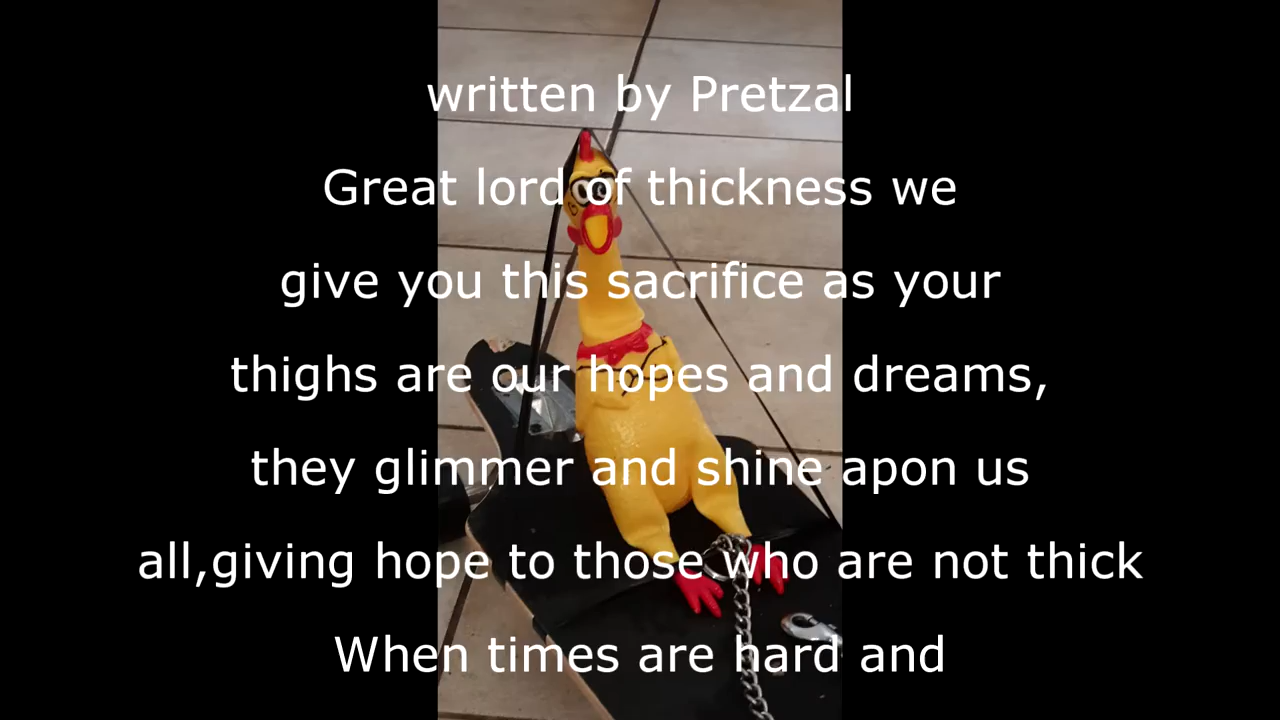 written by Pretzal
Great lord of thickness we
give you this sacrifice as your
thighs are our hopes and dreams,
they glimmer and shine apon us
all,giving hope to those who are not thick
When times are hard and